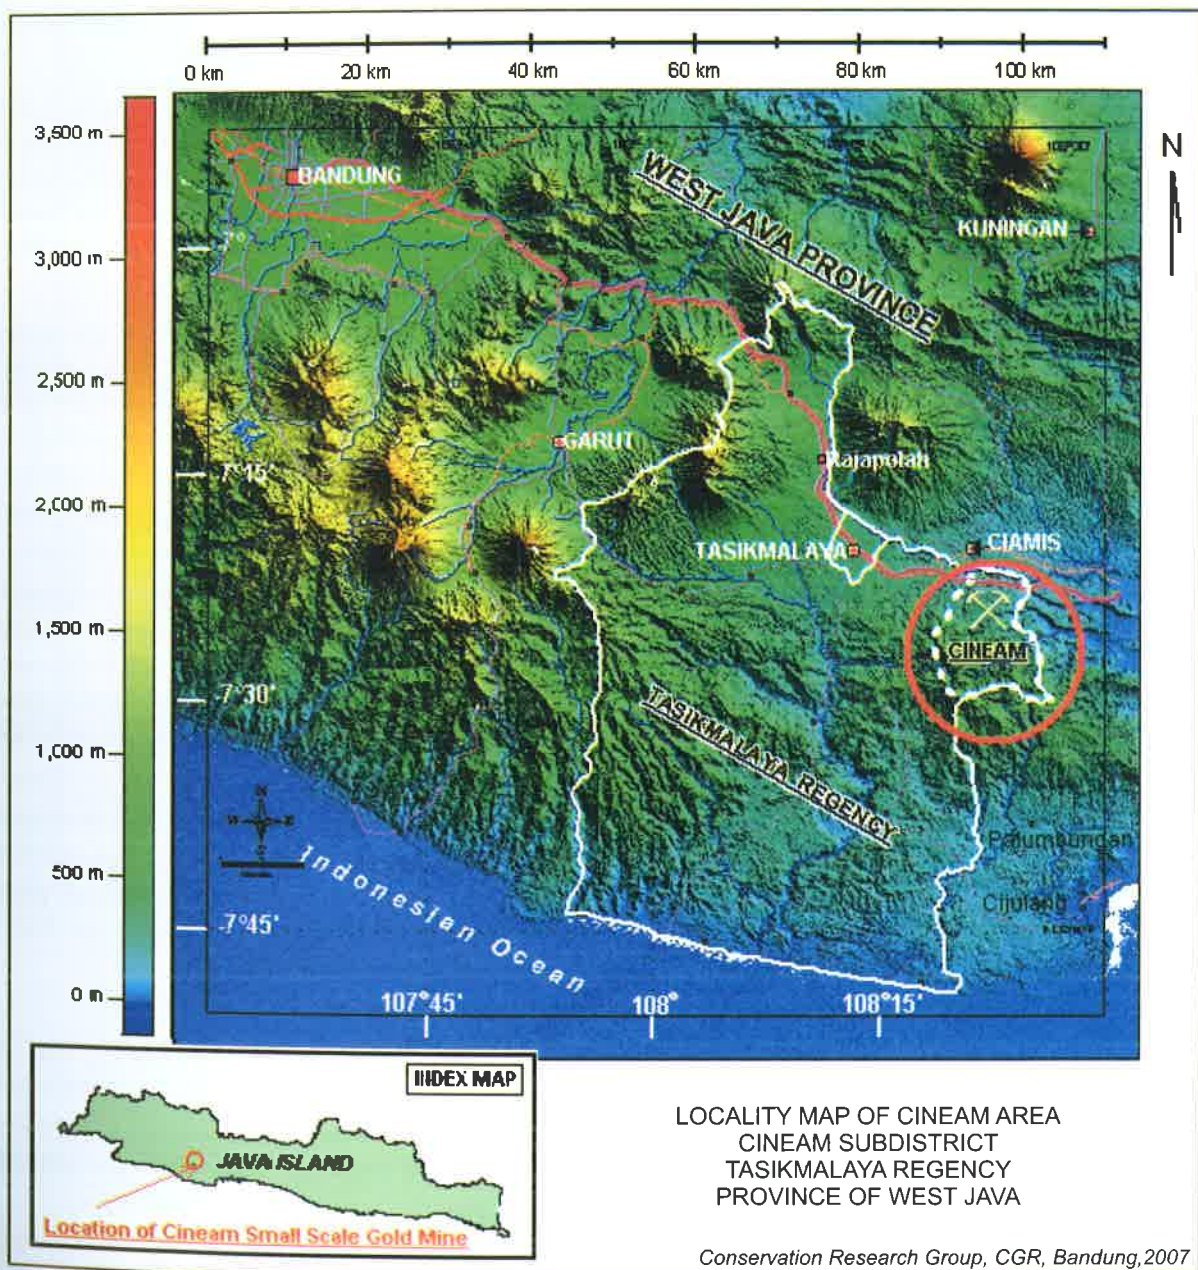 0 km 20 km 40 km 60 km 80 km 100 km
3,500 m
3,000 m
2,500 m
2,000 m
1,500 m
1,000 m
500 m
0 m
N
BANDUNG
WEST JAVA PROVINCE
KUNINGAN
7°
GARUT
7°15'
Rajapolah
TASIKMALAYA
CIAMIS
CINEAM
-7°30'
TASIKMALAYA REGENCY
N
W E
S
Indonesian Ocean
Cijulang
-7°45'
107°45' 108° 108°15'
INDEX MAP
JAVA ISLAND
Location of Cineam Small Scale Gold Mine
LOCALITY MAP OF CINEAM AREA
CINEAM SUBDISTRICT
TASIKMALAYA REGENCY
PROVINCE OF WEST JAVA
Conservation Research Group, CGR, Bandung,2007